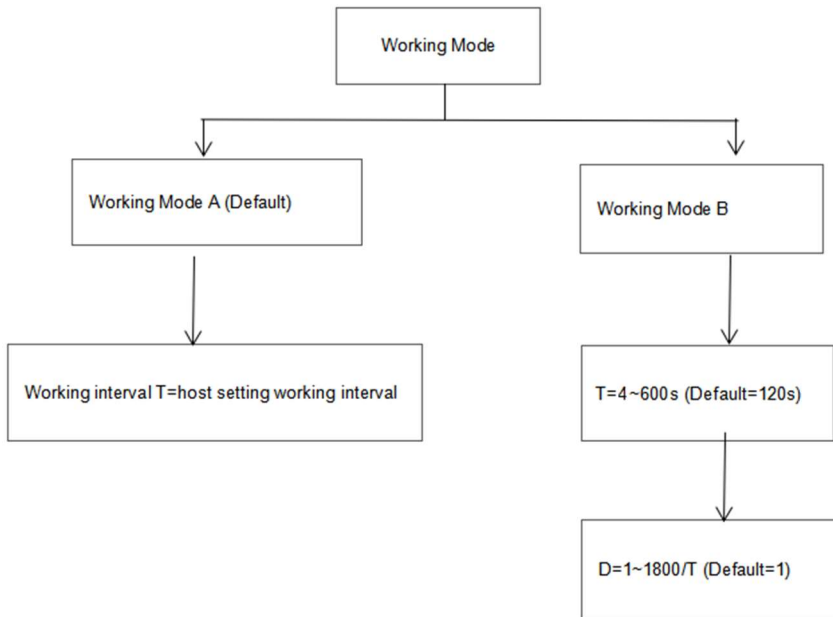 Working Mode
Working Mode A (Default)
Working Mode B
Working interval T=host setting working interval
T=4~600s (Default=120s)
D=1~1800/T (Default=1)